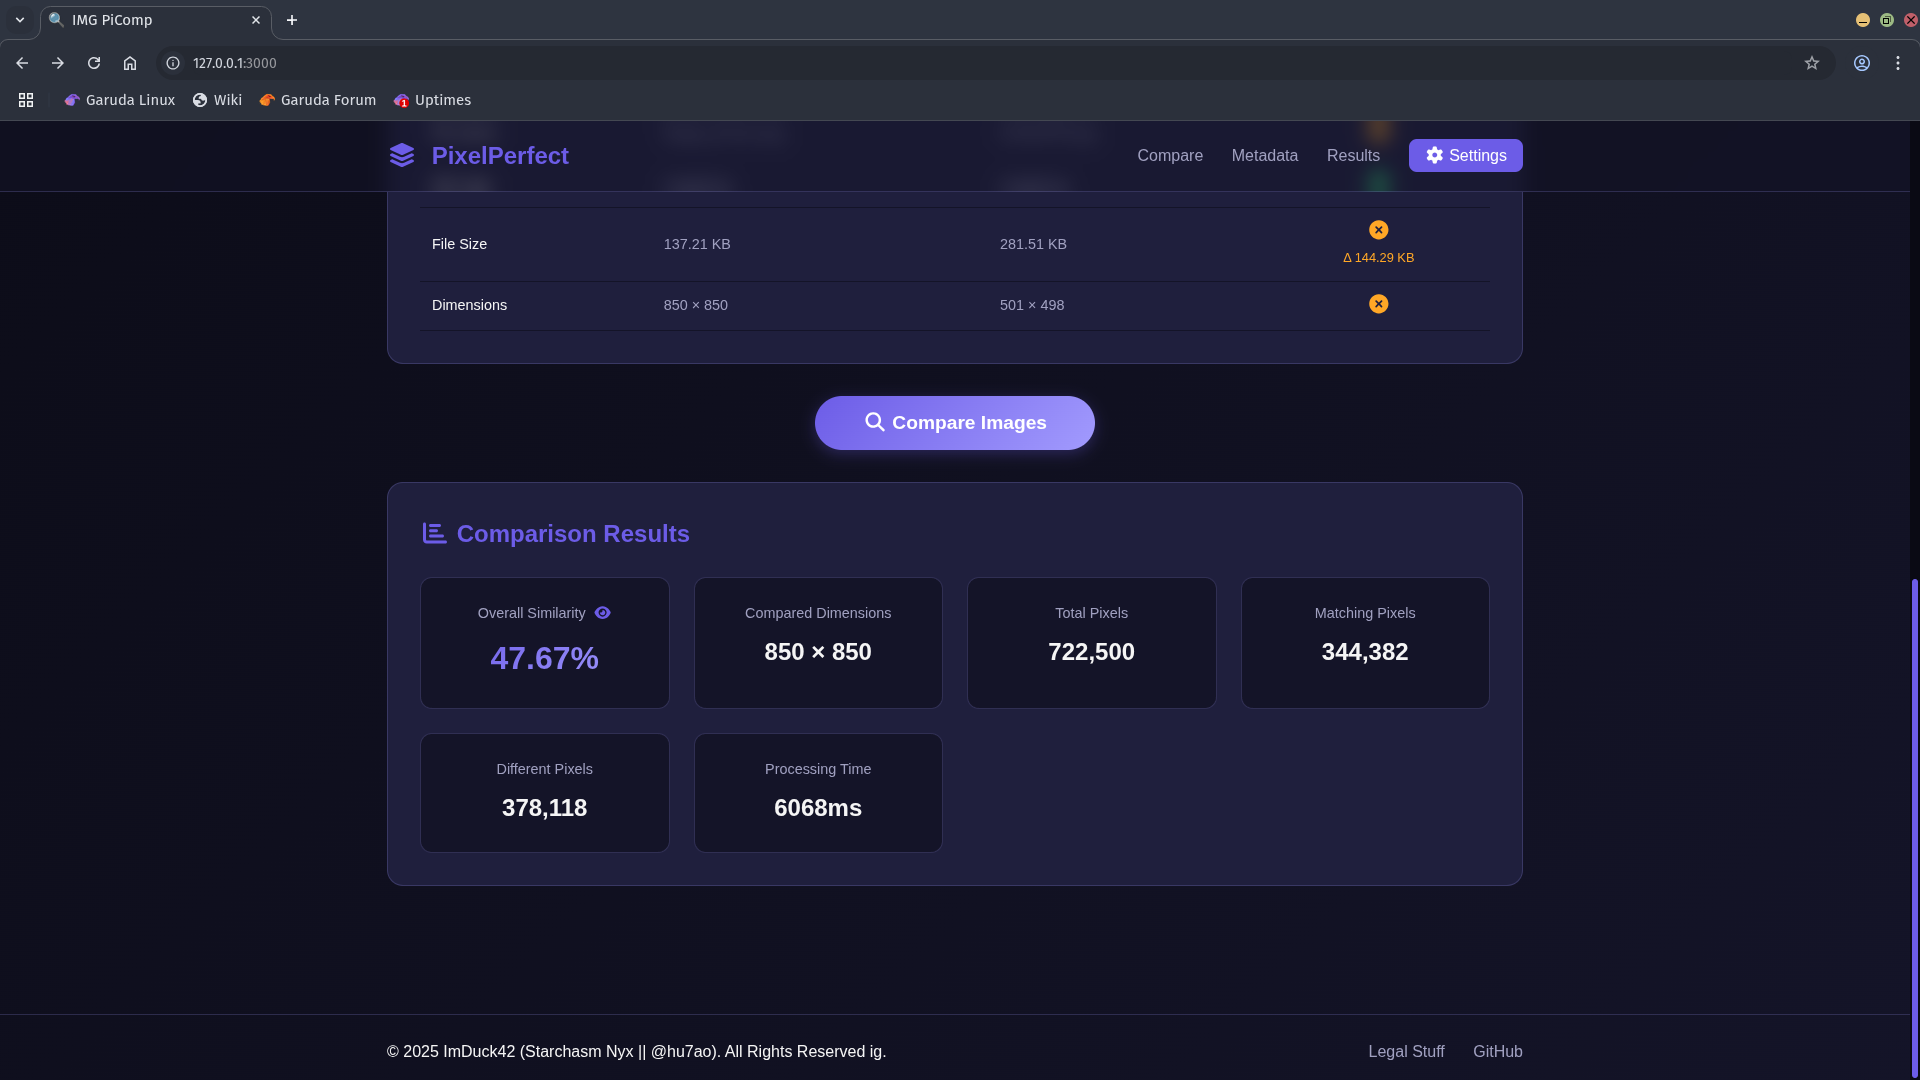 IMG PiComp
127.0.0.1:3000
Garuda Linux Wiki Garuda Forum 1 Uptimes
PixelPerfect Compare Metadata Results Settings
File Size 137.21 KB 281.51 KB
Δ 144.29 KB
Dimensions 850 × 850 501 × 498
Compare Images
Comparison Results
Overall Similarity
47.67%
Compared Dimensions
850 × 850
Total Pixels
722,500
Matching Pixels
344,382
Different Pixels
378,118
Processing Time
6068ms
© 2025 ImDuck42 (Starchasm Nyx || @hu7ao). All Rights Reserved ig. Legal Stuff GitHub